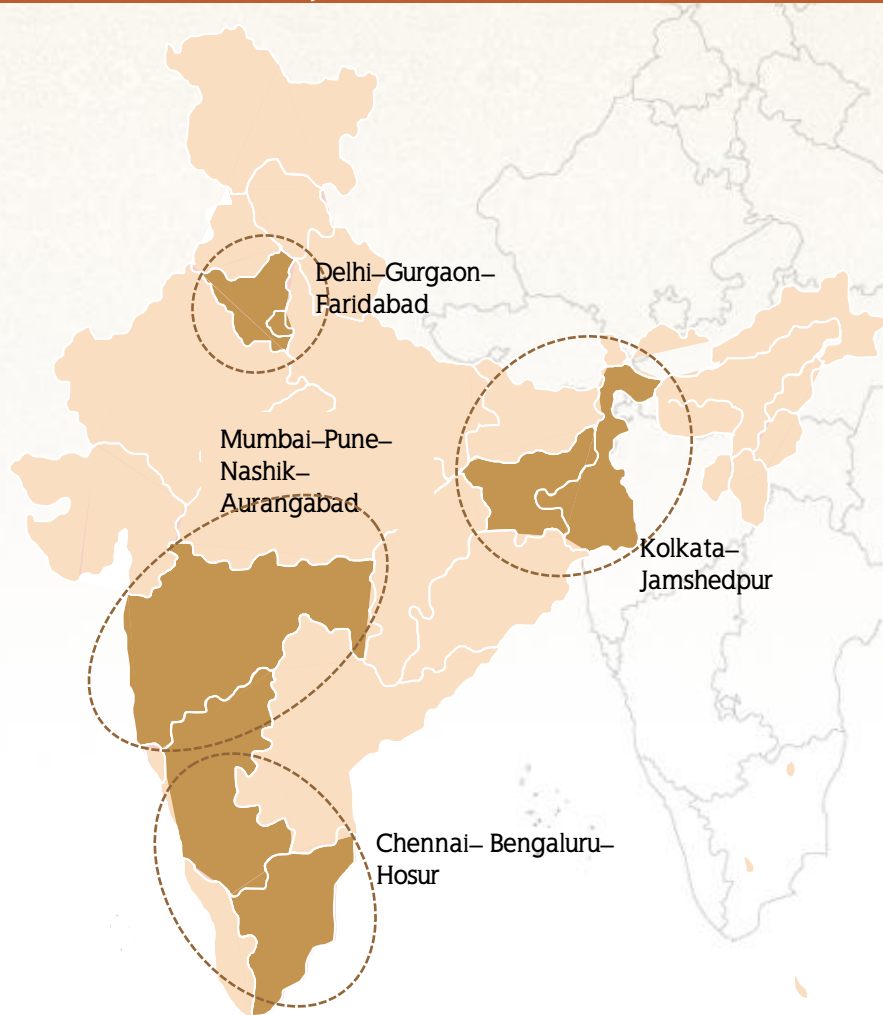 Delhi–Gurgaon–
Faridabad
Mumbai–Pune–
Nashik–
Aurangabad
Kolkata–
Jamshedpur
Chennai– Bengaluru–
Hosur